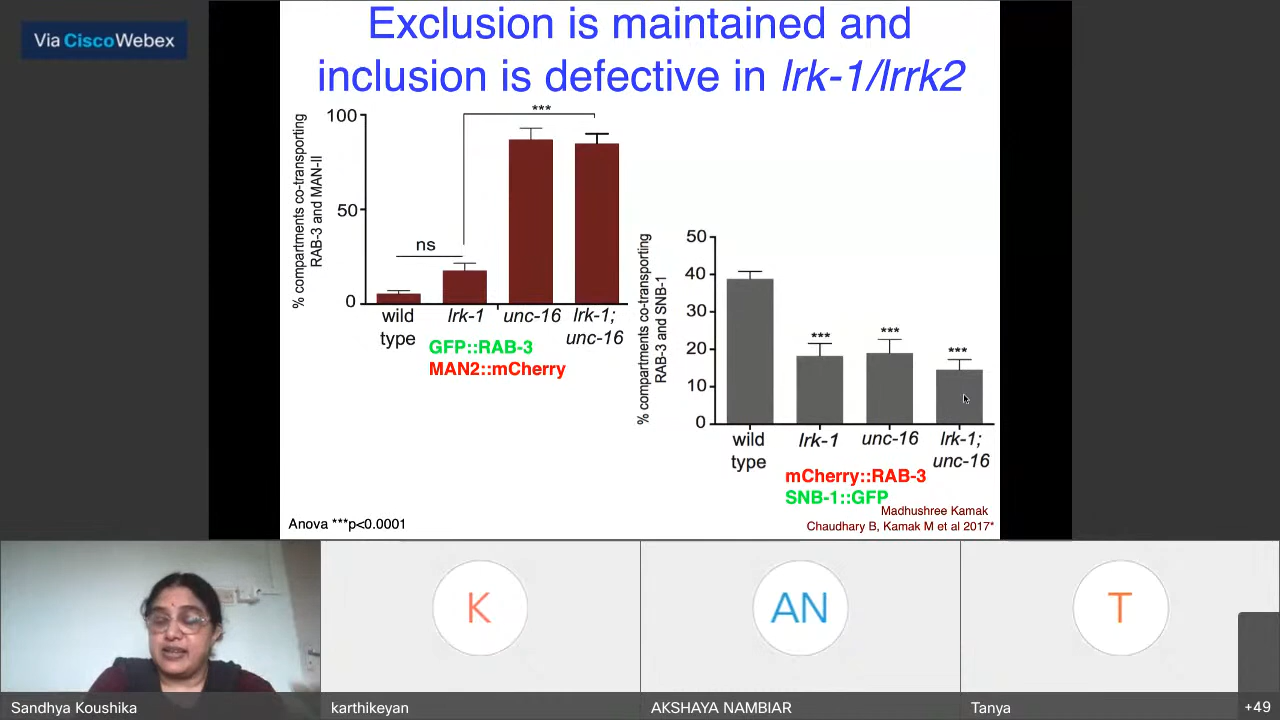 Via Cisco Webex
Exclusion is maintained and
inclusion is defective in lrk-1/lrrk2
% compartments co-transporting
RAB-3 and MAN-II
100
50
0
***
ns
wild
type
lrk-1
unc-16
lrk-1;
unc-16
GFP::RAB-3
MAN2::mCherry
% compartments co-transporting
RAB-3 and SNB-1
50
40
30
20
10
0
***
***
***
wild
type
lrk-1
unc-16
lrk-1;
unc-16
mCherry::RAB-3
SNB-1::GFP
Madhushree Kamak
Chaudhary B, Kamak M et al 2017*
Anova ***p<0.0001
K
AN
T
Sandhya Koushika
karthikeyan
AKSHAYA NAMBIAR
Tanya
+49